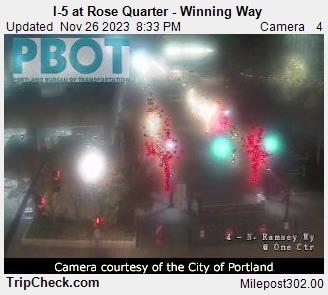 I-5 at Rose Quarter - Winning Way
Updated Nov 26 2023 8:33 PM Camera 4
PBOT
PORTLAND BUREAU OF TRANSPORTATION
4 - N. Ramsey Wy
@ One Ctr
Camera courtesy of the City of Portland
TripCheck.com Milepost302.00